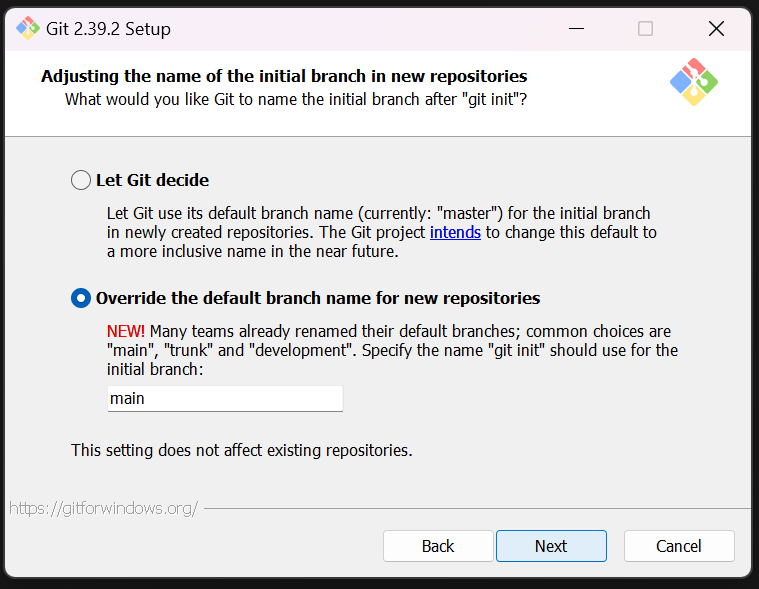 Git 2.39.2 Setup
Adjusting the name of the initial branch in new repositories
What would you like Git to name the initial branch after "git init"?
Let Git decide
Let Git use its default branch name (currently: "master") for the initial branch
in newly created repositories. The Git project intends to change this default to
a more inclusive name in the near future.
Override the default branch name for new repositories
NEW! Many teams already renamed their default branches; common choices are
"main", "trunk" and "development". Specify the name "git init" should use for the
initial branch:
main
This setting does not affect existing repositories.
https://gitforwindows.org/
Back
Next
Cancel